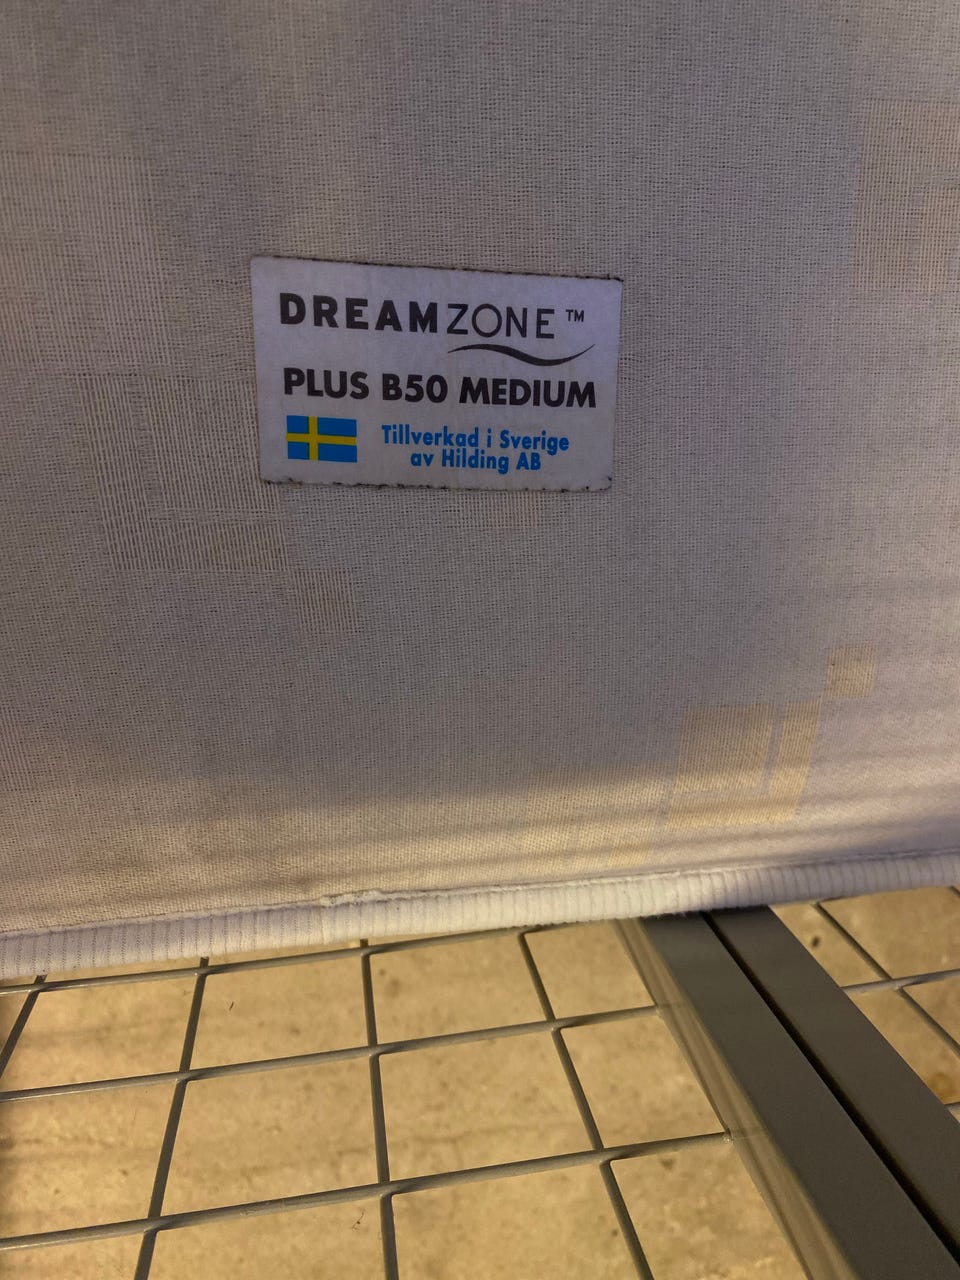 DREAMZONE™
PLUS B50 MEDIUM
Tillverkad i Sverige
av Hilding AB